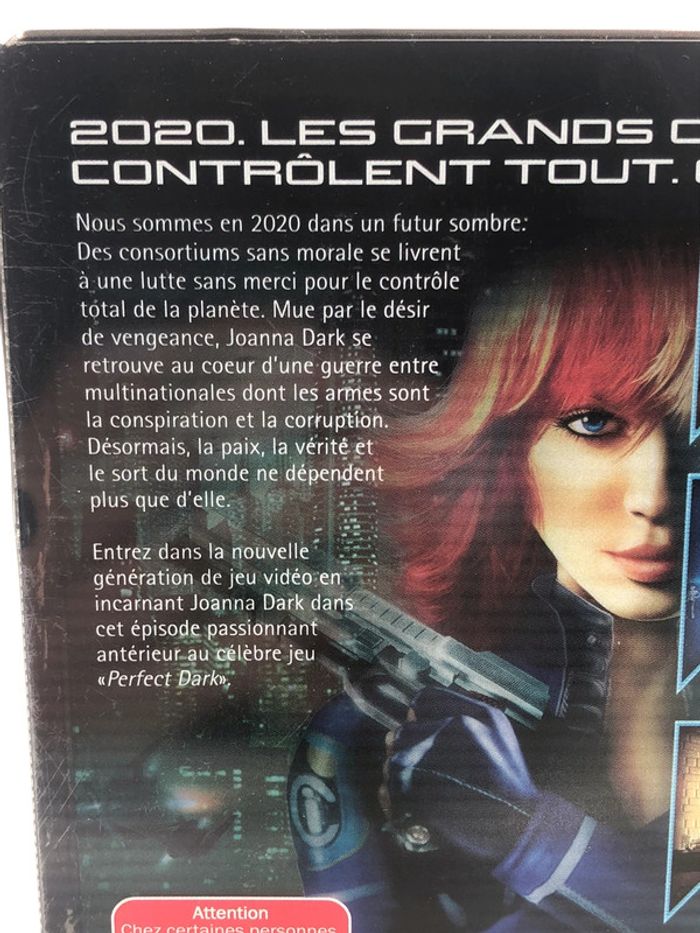 2020. LES GRANDS
CONTRÔLENT TOUT.
Nous sommes en 2020 dans un futur sombre.
Des consortiums sans morale se livrent
à une lutte sans merci pour le contrôle
total de la planète. Mue par le désir
de vengeance, Joanna Dark se
retrouve au coeur d'une guerre entre
multinationales dont les armes sont
la conspiration et la corruption.
Désormais, la paix, la vérité et
le sort du monde ne dépendent
plus que d'elle.
Entrez dans la nouvelle
génération de jeu vidéo en
incarnant Joanna Dark dans
cet épisode passionnant
antérieur au célèbre jeu
«Perfect Dark».
Attention
Chez certaines personnes